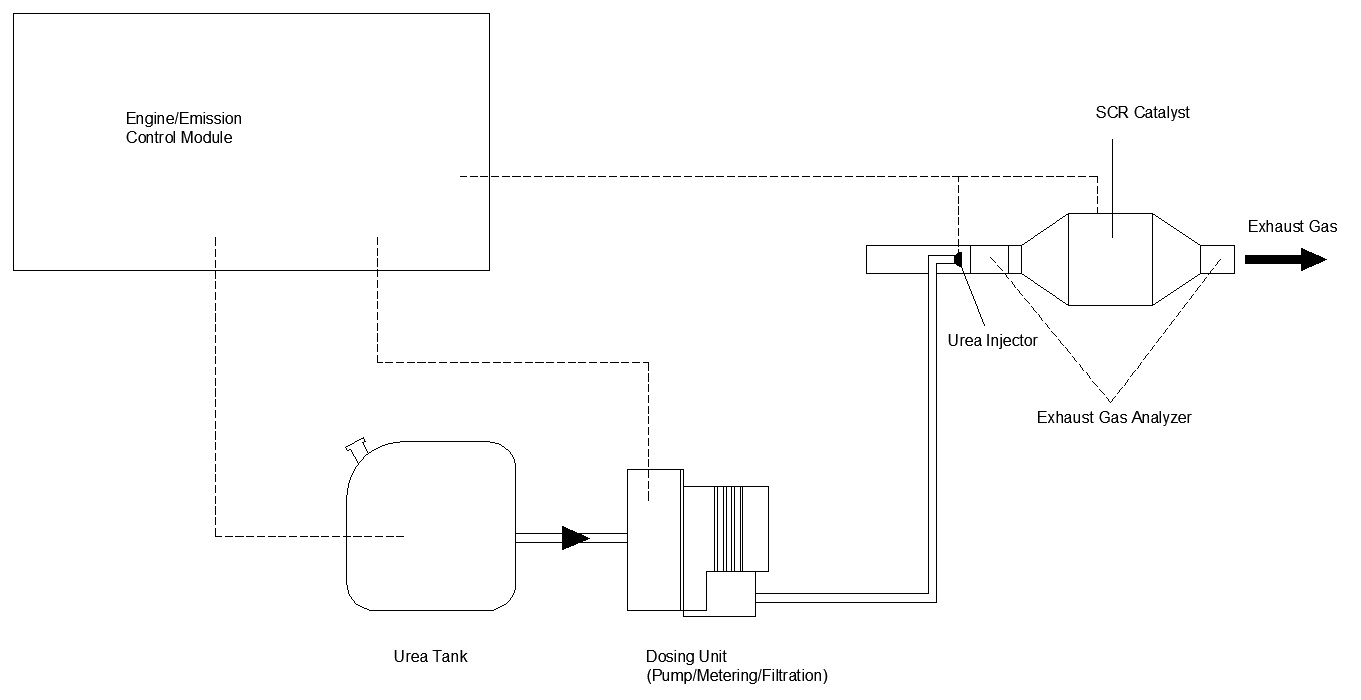 Engine/Emission
Control Module
SCR Catalyst
Exhaust Gas
Urea Injector
Exhaust Gas Analyzer
Urea Tank
Dosing Unit
(Pump/Metering/Filtration)